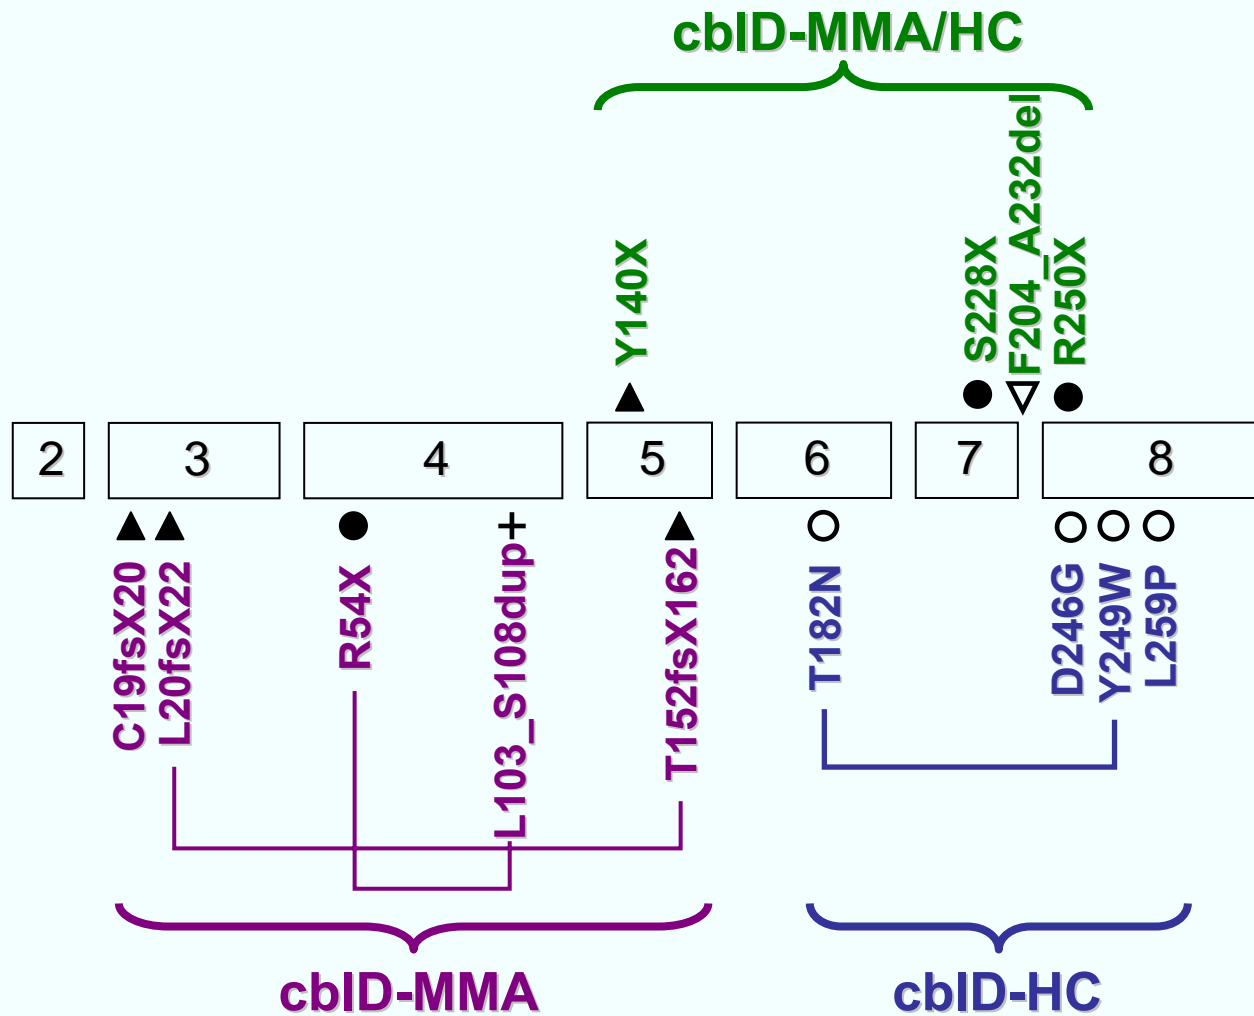 cblD-MMA/HC
Y140X
S228X
F204_A232del
R250X
2
3
4
5
6
7
8
+
C19fsX20
L20fsX22
R54X
L103_S108dup
T152fsX162
T182N
D246G
Y249W
L259P
cblD-MMA
cblD-HC